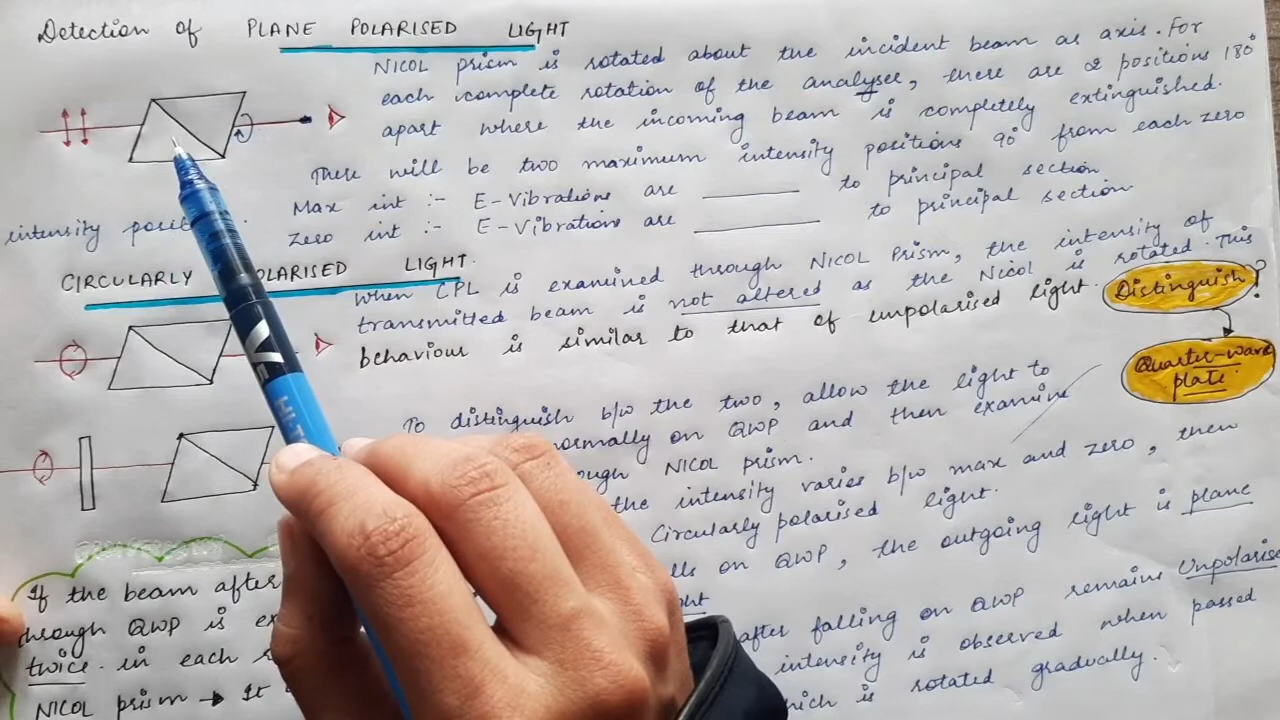 Detection of PLANE POLARISED LIGHT
NICOL prism is rotated about the incident beam as axis. For
each complete rotation of the analyser, there are 2 positions 180°
apart where the incoming beam is completely extinguished.
There will be two maximum intensity positions 90° from each zero
intensity
Max int :- E-Vibrations are ______ to principal section
Zero int :- E-Vibrations are ______ to principal section
CIRCULARLY POLARISED LIGHT.
When CPL is examined through NICOL Prism, the intensity of
transmitted beam is not altered as the Nicol is rotated. This
behaviour is similar to that of unpolarised light.
Distinguish ?
Quarter-wave
plate
To distinguish b/w the two, allow the light to
normally on QWP and then examine
NICOL prism.
the intensity varies b/w max and zero, then
Circularly polarised light.
on QWP, the outgoing light is plane
after falling on QWP remains Unpolarise
intensity is observed when passed
which is rotated gradually.
If the beam after
through QWP is
twice in each
NICOL prism → It
V
HI-T